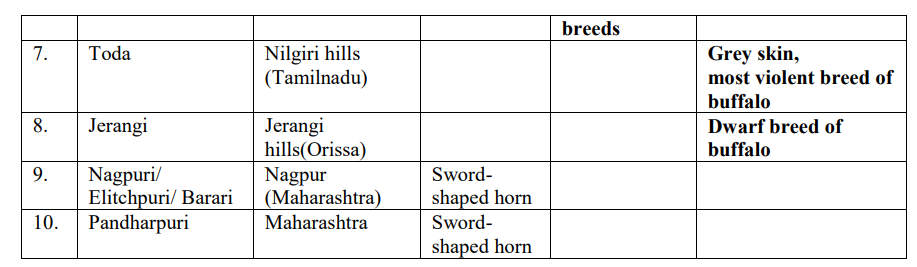 breeds
7. Toda Nilgiri hills Grey skin,
(Tamilnadu) most violent breed of
buffalo
8. Jerangi Jerangi Dwarf breed of
hills(Orissa) buffalo
9. Nagpuri/ Nagpur Sword-
Elitchpuri/ Barari (Maharashtra) shaped horn
10. Pandharpuri Maharashtra Sword-
shaped horn